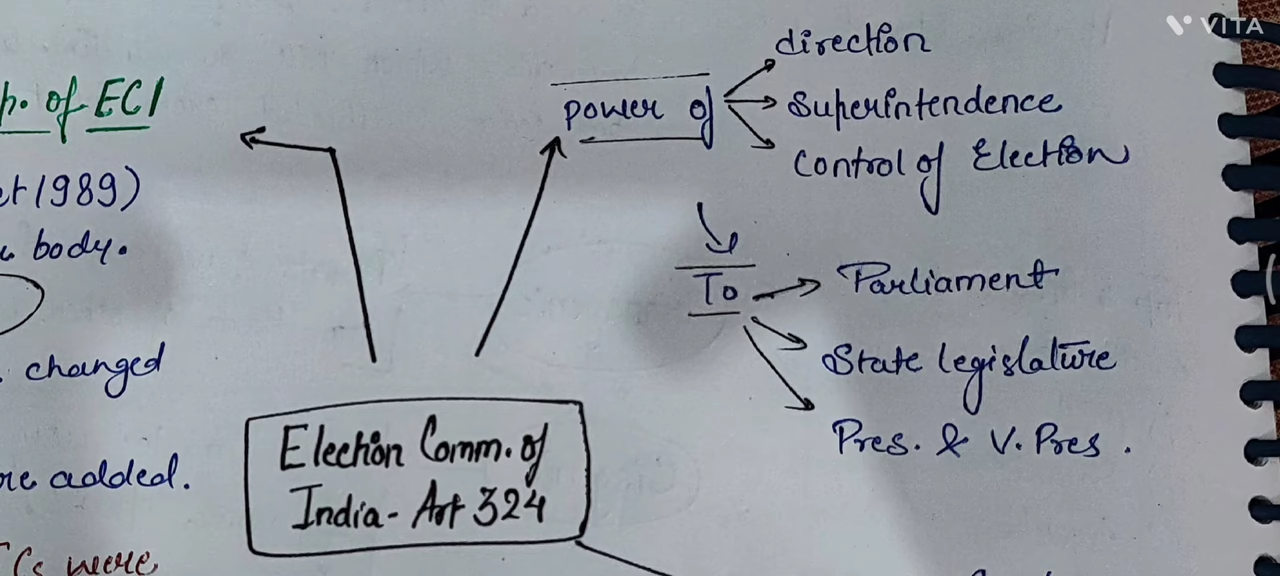 VITA
direction
power of
Superintendence
Control of Election
To
Parliament
State legislature
Pres. & V. Pres.
p. of ECI
1989)
body.
changed
added.
were
Election Comm. of
India - Art 324